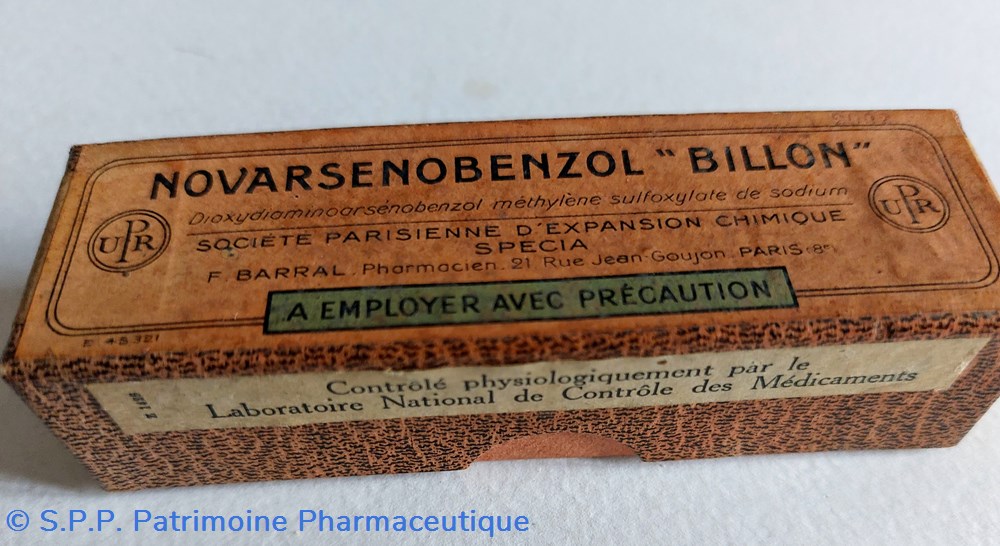 NOVARSENOBENZOL "BILLON"
Dioxydiaminoarsénobenzol méthylène sulfoxylate de sodium
SOCIÉTÉ PARISIENNE D'EXPANSION CHIMIQUE
SPECIA
F. BARRAL. Pharmacien. 21 Rue Jean-Goujon. PARIS (8e)
UPR
UPR
A EMPLOYER AVEC PRÉCAUTION
Contrôlé physiologiquement par le
Laboratoire National de Contrôle des Médicaments
© S.P.P. Patrimoine Pharmaceutique